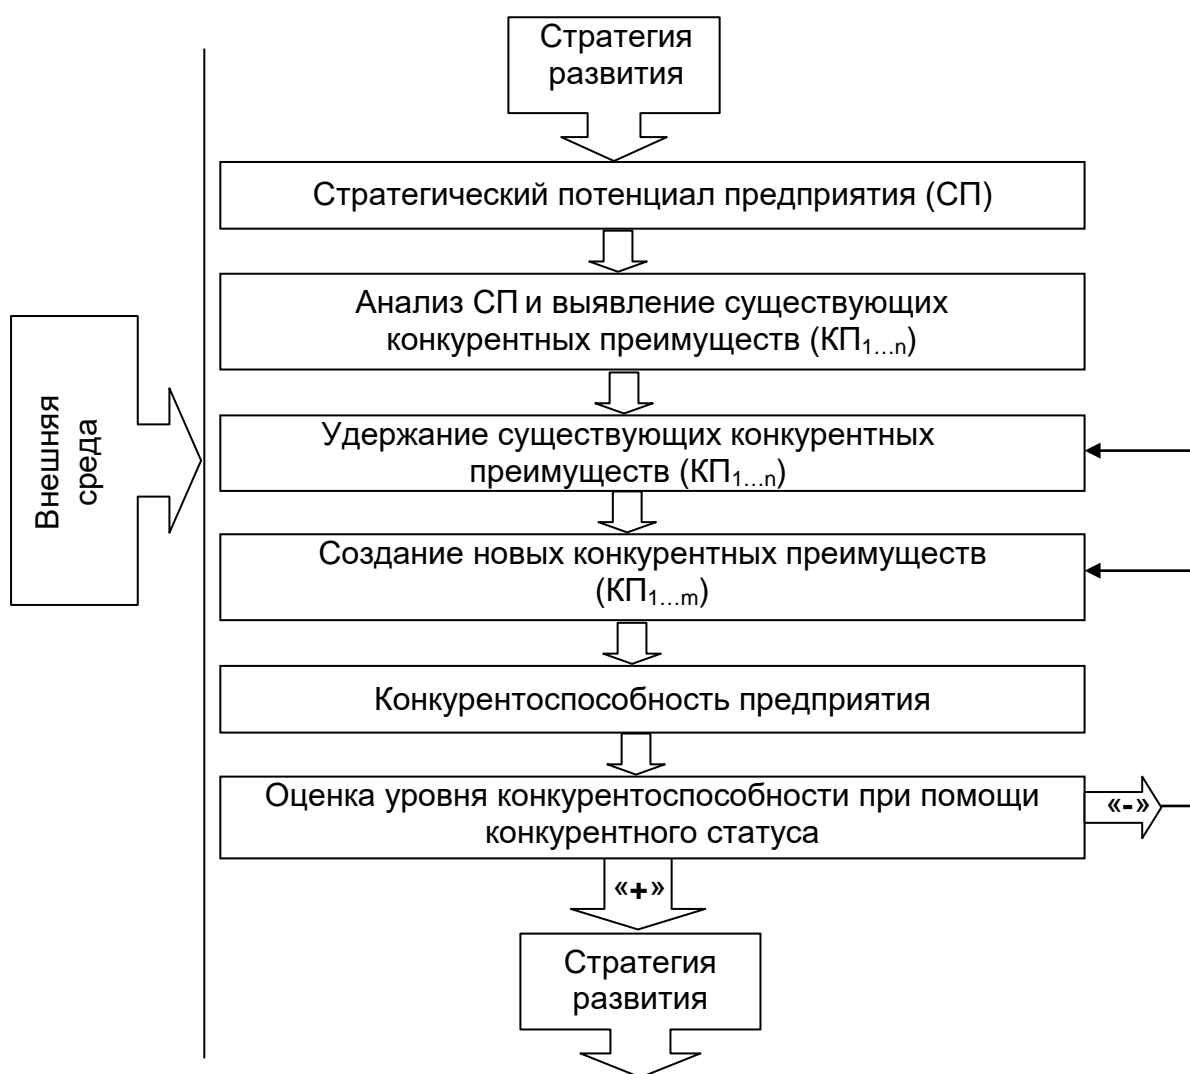 Стратегия
развития
Стратегический потенциал предприятия (СП)
Анализ СП и выявление существующих
конкурентных преимуществ (КП1…n)
Внешняя
среда
Удержание существующих конкурентных
преимуществ (КП1…n)
Создание новых конкурентных преимуществ
(КП1…m)
Конкурентоспособность предприятия
Оценка уровня конкурентоспособности при помощи
конкурентного статуса
«-»
«+»
Стратегия
развития